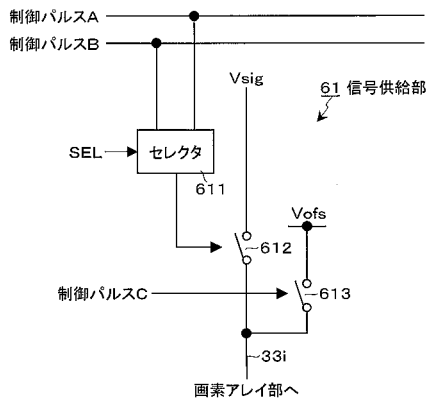 制御パルスA
制御パルスB
Vsig
61 信号供給部
SEL
セレクタ
611
Vofs
612
制御パルスC
613
33i
画素アレイ部へ